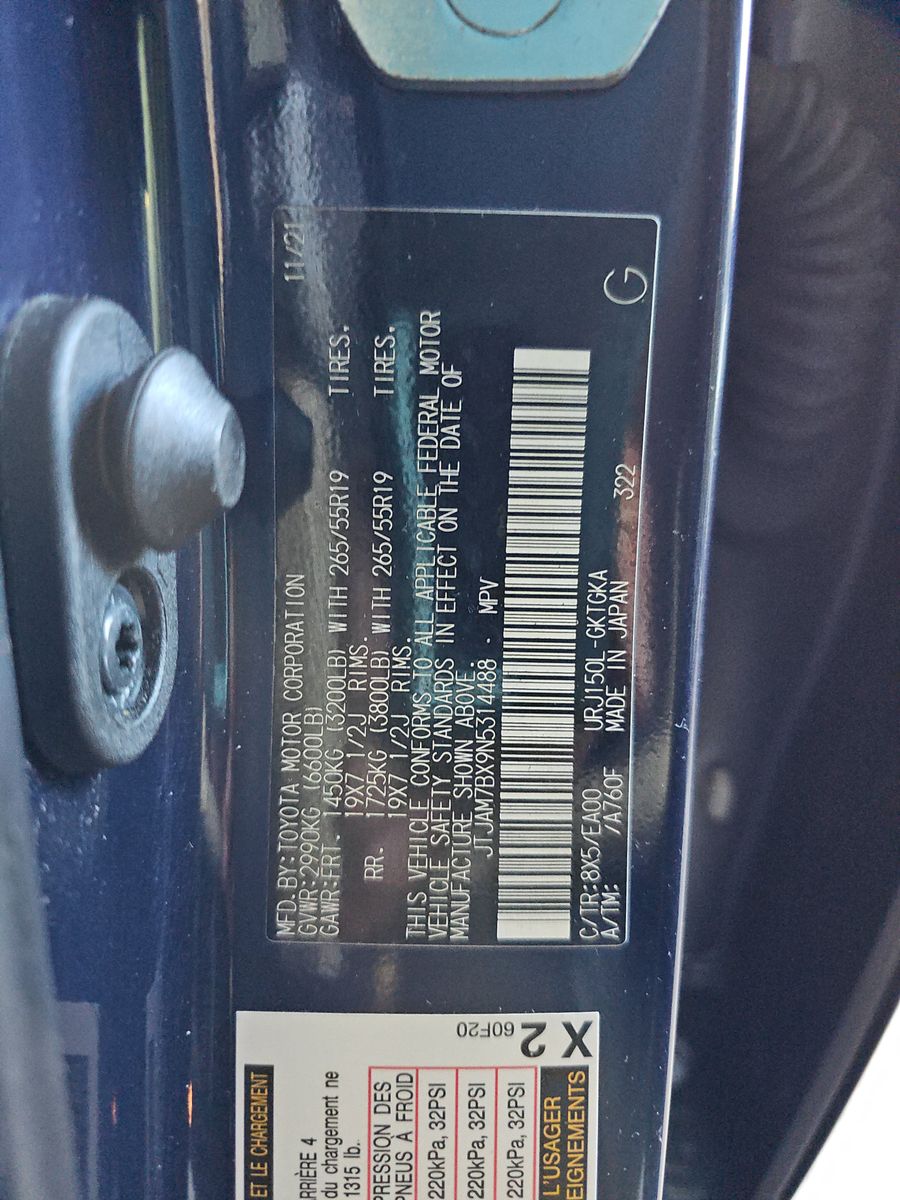 MFD.BY:TOYOTA MOTOR CORPORATION 11/21
GVWR:2990KG (6600LB)
GAWR:FRT. 1450KG (3200LB) WITH 265/55R19 TIRES.
19X7 1/2J RIMS.
RR. 1725KG (3800LB) WITH 265/55R19 TIRES.
19X7 1/2J RIMS.
THIS VEHICLE CONFORMS TO ALL APPLICABLE FEDERAL MOTOR
VEHICLE SAFETY STANDARDS IN EFFECT ON THE DATE OF
MANUFACTURE SHOWN ABOVE.
JTJAM7BX9N5314488 . MPV
C/TR:8X5/EA00 URJ150L-GKTGKA
A/TM: /A760F MADE IN JAPAN 322
G
ET LE CHARGEMENT
RRIÈRE 4
du chargement ne
1315 lb.
PRESSION DES
PNEUS À FROID
220kPa, 32PSI
220kPa, 32PSI
220kPa, 32PSI
L'USAGER
EIGNEMENTS
60F20
X2